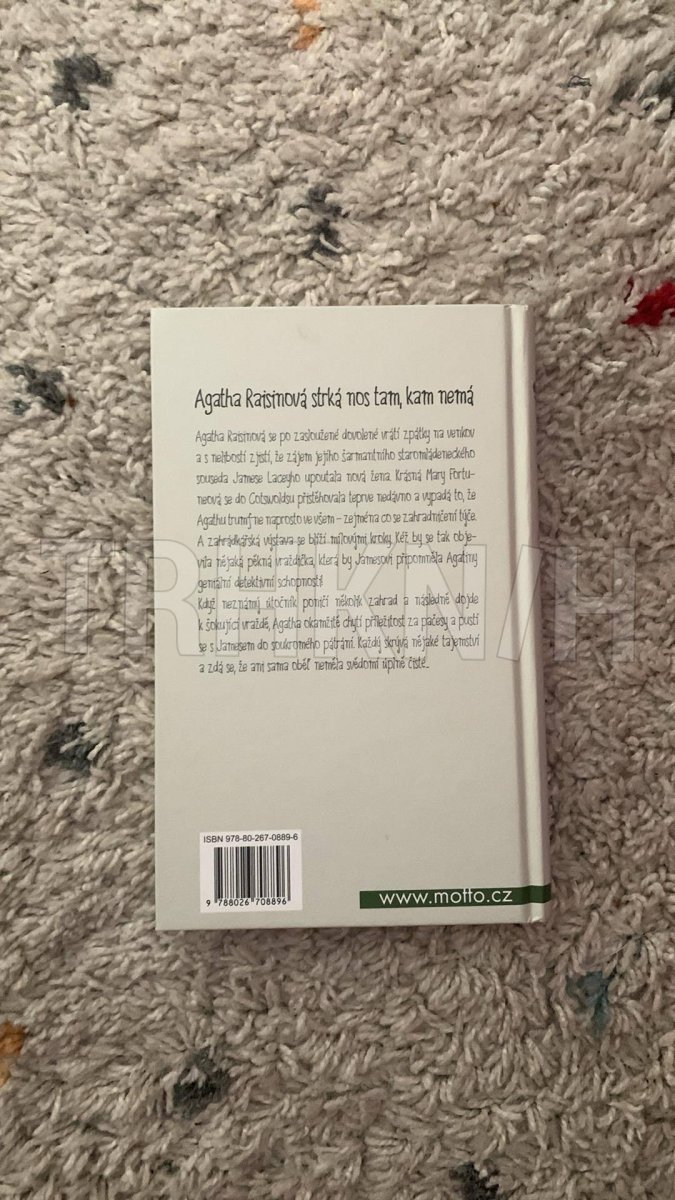 Agatha Raisinová strká nos tam, kam nemá
Agatha Raisinová se po zasloužené dovolené vrátí zpátky na venkov
a s nelibostí zjistí, že zájem jejího šarmantního staromládeneckého
souseda Jamese Laceyho upoutala nová žena. Krásná Mary Fortu-
neová se do Cotswoldsu přistěhovala teprve nedávno a vypadá to, že
Agathu trumfne naprosto ve všem – zejména co se zahradničení týče.
A zahrádkářská výstava se blíží mílovými kroky. Kéž by se tak obje-
vila nějaká pěkná vraždička, která by Jamesovi připomněla Agatiny
geniální detektivní schopnosti!
Když neznámý útočník poničí několik zahrad a následně dojde
k šokující vraždě, Agatha okamžitě chytí příležitost za pačesy a pustí
se s Jamesem do soukromého pátrání. Každý skrývá nějaké tajemství
a zdá se, že ani sama oběť neměla svědomí úplně čisté.
TREKNIH
ISBN 978-80-267-0889-6
9 788026 708896
www.motto.cz